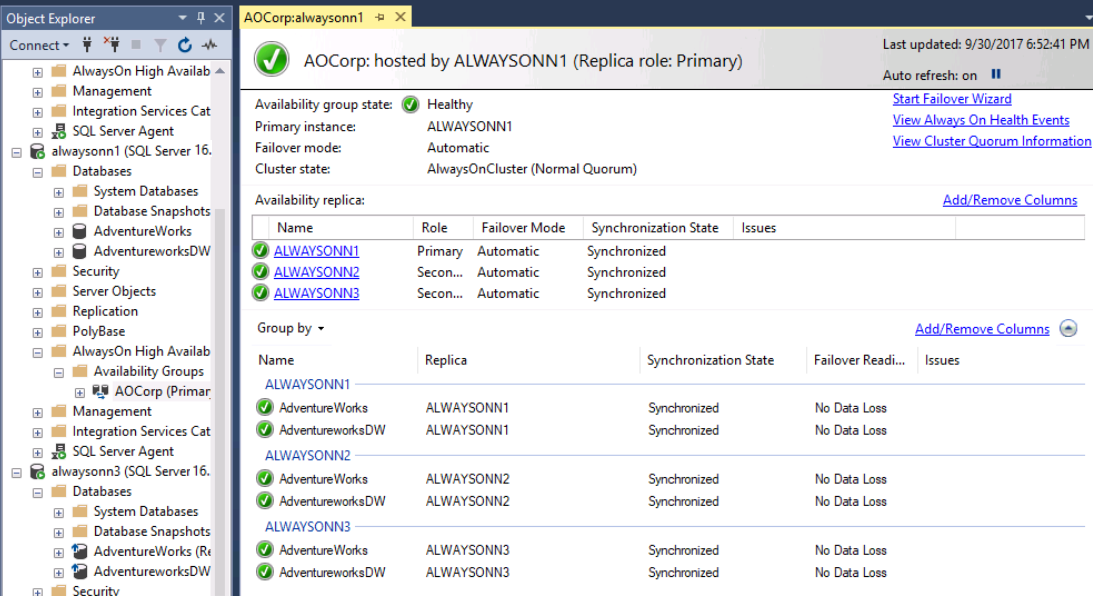 Object Explorer
Connect
AlwaysOn High Availab
Management
Integration Services Cat
SQL Server Agent
alwaysonn1 (SQL Server 16.
Databases
System Databases
Database Snapshots
AdventureWorks
AdventureworksDW
Security
Server Objects
Replication
PolyBase
AlwaysOn High Availab
Availability Groups
AOCorp (Primar
Management
Integration Services Cat
SQL Server Agent
alwaysonn3 (SQL Server 16.
Databases
System Databases
Database Snapshots
AdventureWorks (Re
AdventureworksDW
Security
AOCorp:alwaysonn1
AOCorp: hosted by ALWAYSONN1 (Replica role: Primary)
Last updated: 9/30/2017 6:52:41 PM
Auto refresh: on
Availability group state: Healthy
Primary instance: ALWAYSONN1
Failover mode: Automatic
Cluster state: AlwaysOnCluster (Normal Quorum)
Start Failover Wizard
View Always On Health Events
View Cluster Quorum Information
Availability replica: Add/Remove Columns
Name Role Failover Mode Synchronization State Issues
ALWAYSONN1 Primary Automatic Synchronized
ALWAYSONN2 Secon... Automatic Synchronized
ALWAYSONN3 Secon... Automatic Synchronized
Group by Add/Remove Columns
Name Replica Synchronization State Failover Readi... Issues
ALWAYSONN1
AdventureWorks ALWAYSONN1 Synchronized No Data Loss
AdventureworksDW ALWAYSONN1 Synchronized No Data Loss
ALWAYSONN2
AdventureWorks ALWAYSONN2 Synchronized No Data Loss
AdventureworksDW ALWAYSONN2 Synchronized No Data Loss
ALWAYSONN3
AdventureWorks ALWAYSONN3 Synchronized No Data Loss
AdventureworksDW ALWAYSONN3 Synchronized No Data Loss